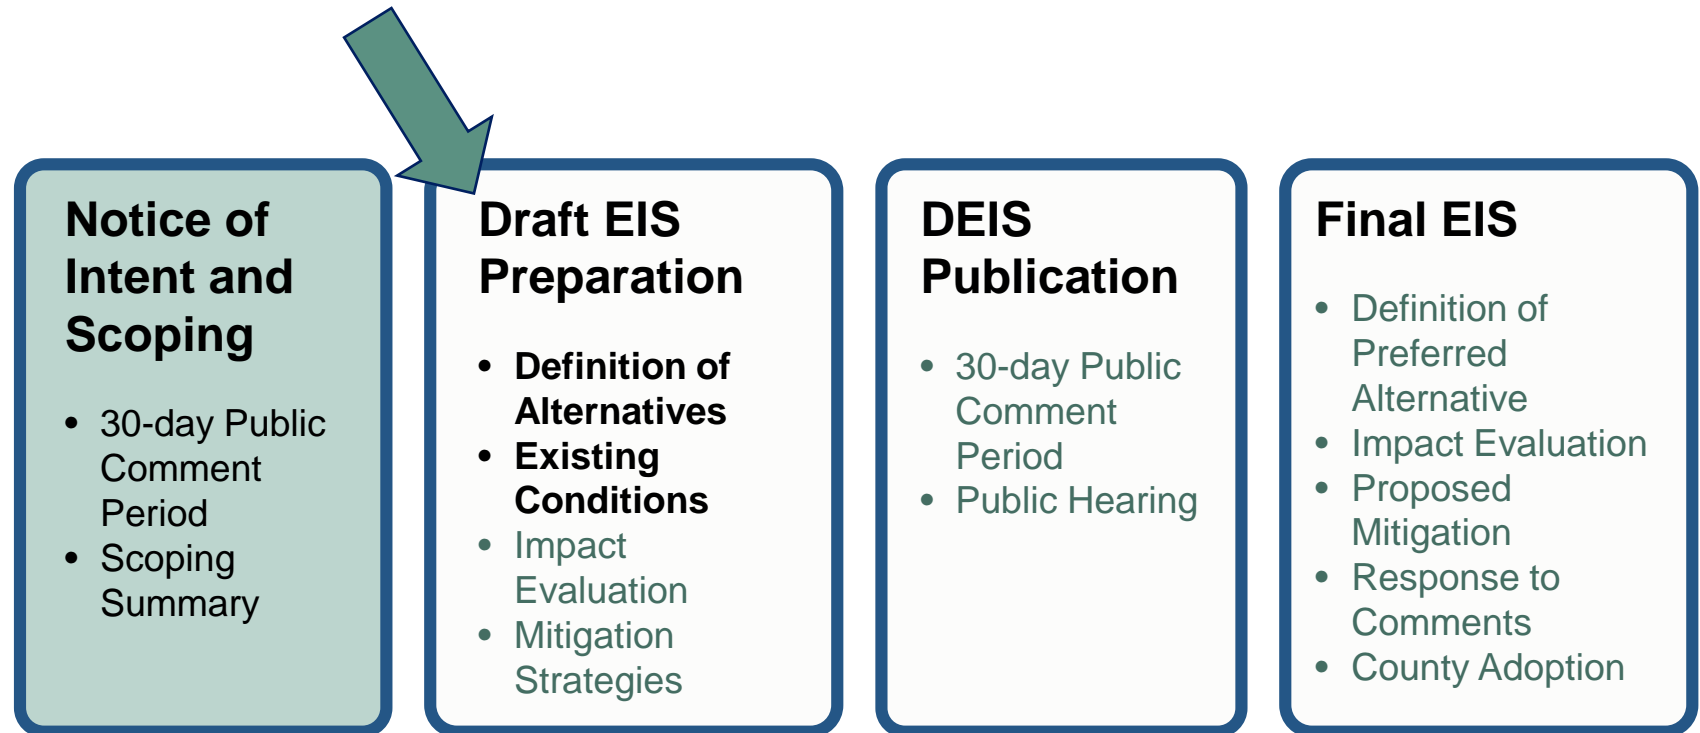 Notice of
Intent and
Scoping
• 30-day Public
Comment
Period
• Scoping
Summary
Draft EIS
Preparation
• Definition of
Alternatives
• Existing
Conditions
• Impact
Evaluation
• Mitigation
Strategies
DEIS
Publication
• 30-day Public
Comment
Period
• Public Hearing
Final EIS
• Definition of
Preferred
Alternative
• Impact Evaluation
• Proposed
Mitigation
• Response to
Comments
• County Adoption